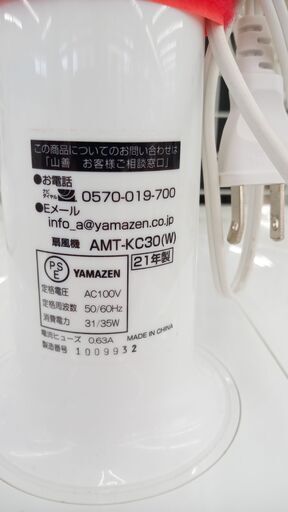 この商品についてのお問い合わせは
「山善 お客様ご相談窓口」
●お電話
ナビダイヤル 0570-019-700
●Eメール
info_a@yamazen.co.jp
扇風機 AMT-KC30(W)
PSE YAMAZEN 21年製
定格電圧 AC100V
定格周波数 50/60Hz
消費電力 31/35W
電流ヒューズ 0.63A MADE IN CHINA
製造番号 1009932